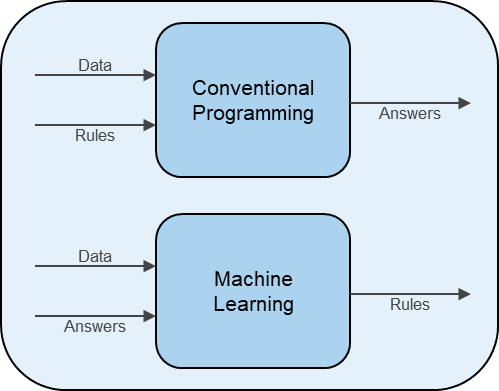 Data
Rules
Conventional
Programming
Answers
Data
Answers
Machine
Learning
Rules